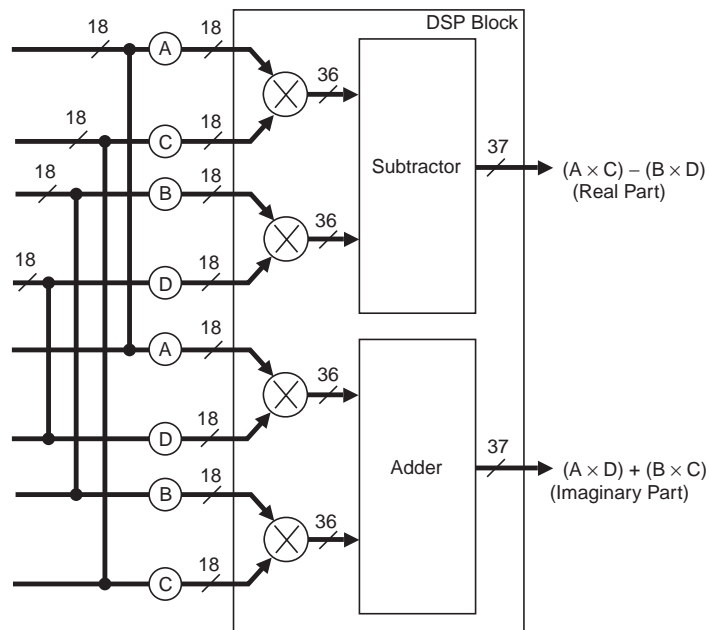 DSP Block
18
A
18
36
18
C
18
Subtractor
37
(A × C) – (B × D)
(Real Part)
18
B
18
36
18
D
18
A
18
36
D
18
Adder
37
(A × D) + (B × C)
(Imaginary Part)
B
18
36
C
18